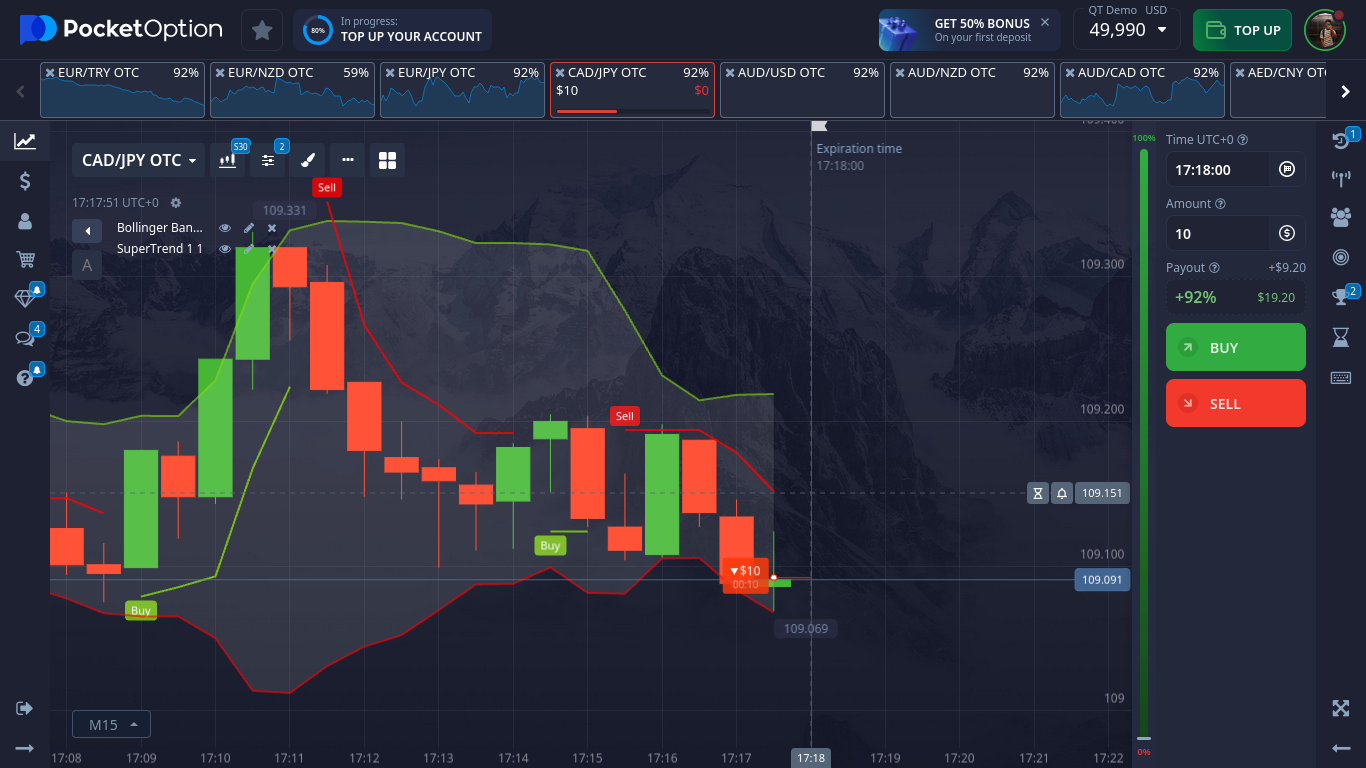 PocketOption
80%
In progress:
TOP UP YOUR ACCOUNT
GET 50% BONUS
On your first deposit
QT Demo USD
49,990
TOP UP
EUR/TRY OTC 92%
EUR/NZD OTC 59%
EUR/JPY OTC 92%
CAD/JPY OTC 92%
$10 $0
AUD/USD OTC 92%
AUD/NZD OTC 92%
AUD/CAD OTC 92%
AED/CNY OTC
CAD/JPY OTC
S30
2
17:17:51 UTC+0
Bollinger Ban...
SuperTrend 1 1
A
4
109.331
Sell
Buy
Sell
Buy
▼$10
00:10
109.069
Expiration time
17:18:00
109.400
109.300
109.200
109.151
109.100
109.091
109
100%
0%
M15
17:08 17:09 17:10 17:11 17:12 17:13 17:14 17:15 17:16 17:17 17:18 17:19 17:20 17:21 17:22
Time UTC+0
17:18:00
Amount
10
Payout +$9.20
+92% $19.20
BUY
SELL
1
2